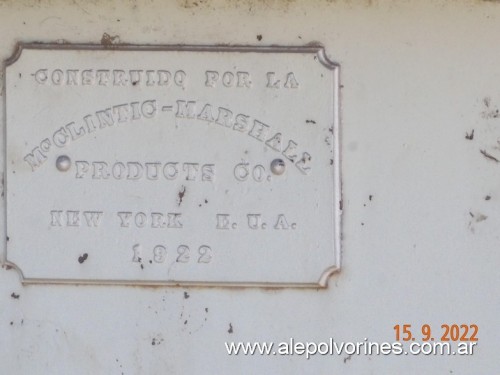 CONSTRUIDO POR LA
McCLINTIC-MARSHALL
PRODUCTS CO.
NEW YORK E.U.A.
1922
15.9.2022
www.alepolvorines.com.ar